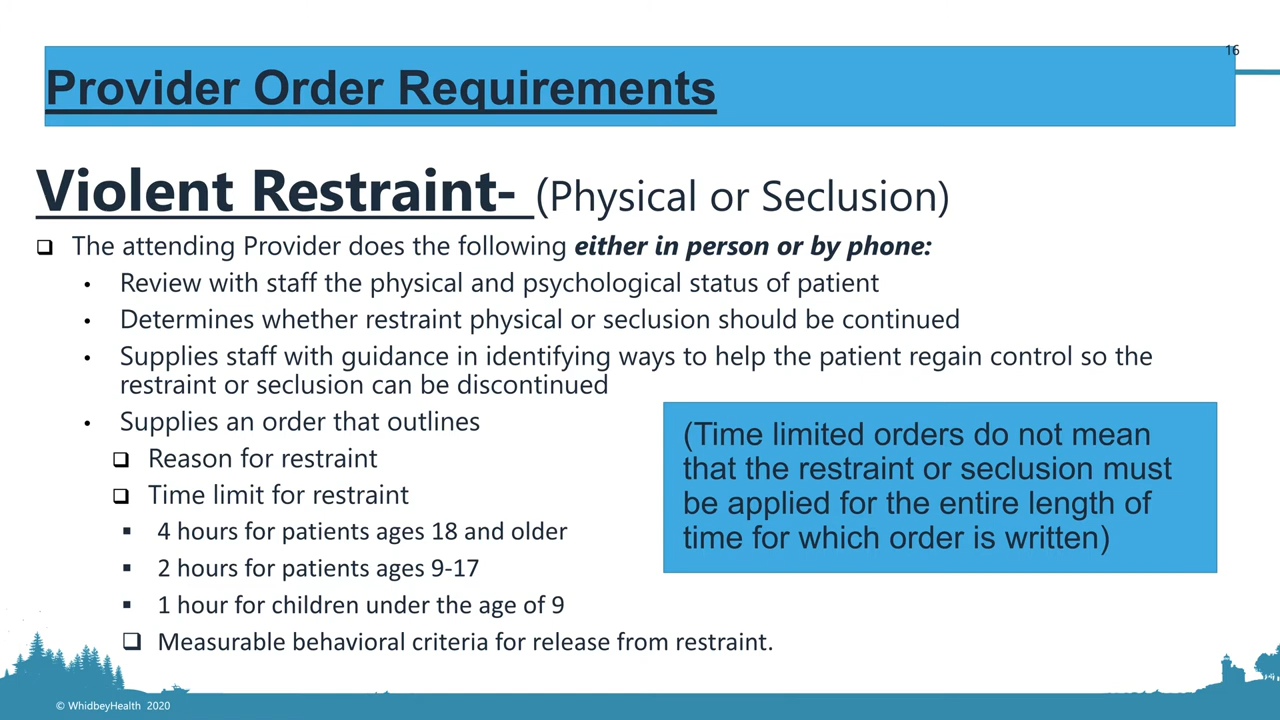 16
Provider Order Requirements
Violent Restraint- (Physical or Seclusion)
The attending Provider does the following either in person or by phone:
Review with staff the physical and psychological status of patient
Determines whether restraint physical or seclusion should be continued
Supplies staff with guidance in identifying ways to help the patient regain control so the
restraint or seclusion can be discontinued
Supplies an order that outlines
Reason for restraint
Time limit for restraint
4 hours for patients ages 18 and older
2 hours for patients ages 9-17
1 hour for children under the age of 9
Measurable behavioral criteria for release from restraint.
(Time limited orders do not mean
that the restraint or seclusion must
be applied for the entire length of
time for which order is written)
© WhidbeyHealth 2020